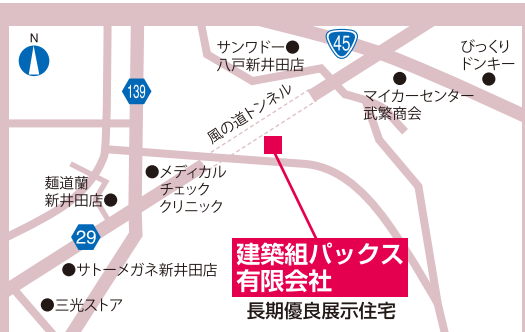 N
サンワドー
八戸新井田店
45
びっくり
ドンキー
139
マイカーセンター
武繁商会
風の道トンネル
メディカル
チェック
クリニック
麺道蘭
新井田店
29
建築組パックス
有限会社
サトーメガネ新井田店
長期優良展示住宅
三光ストア